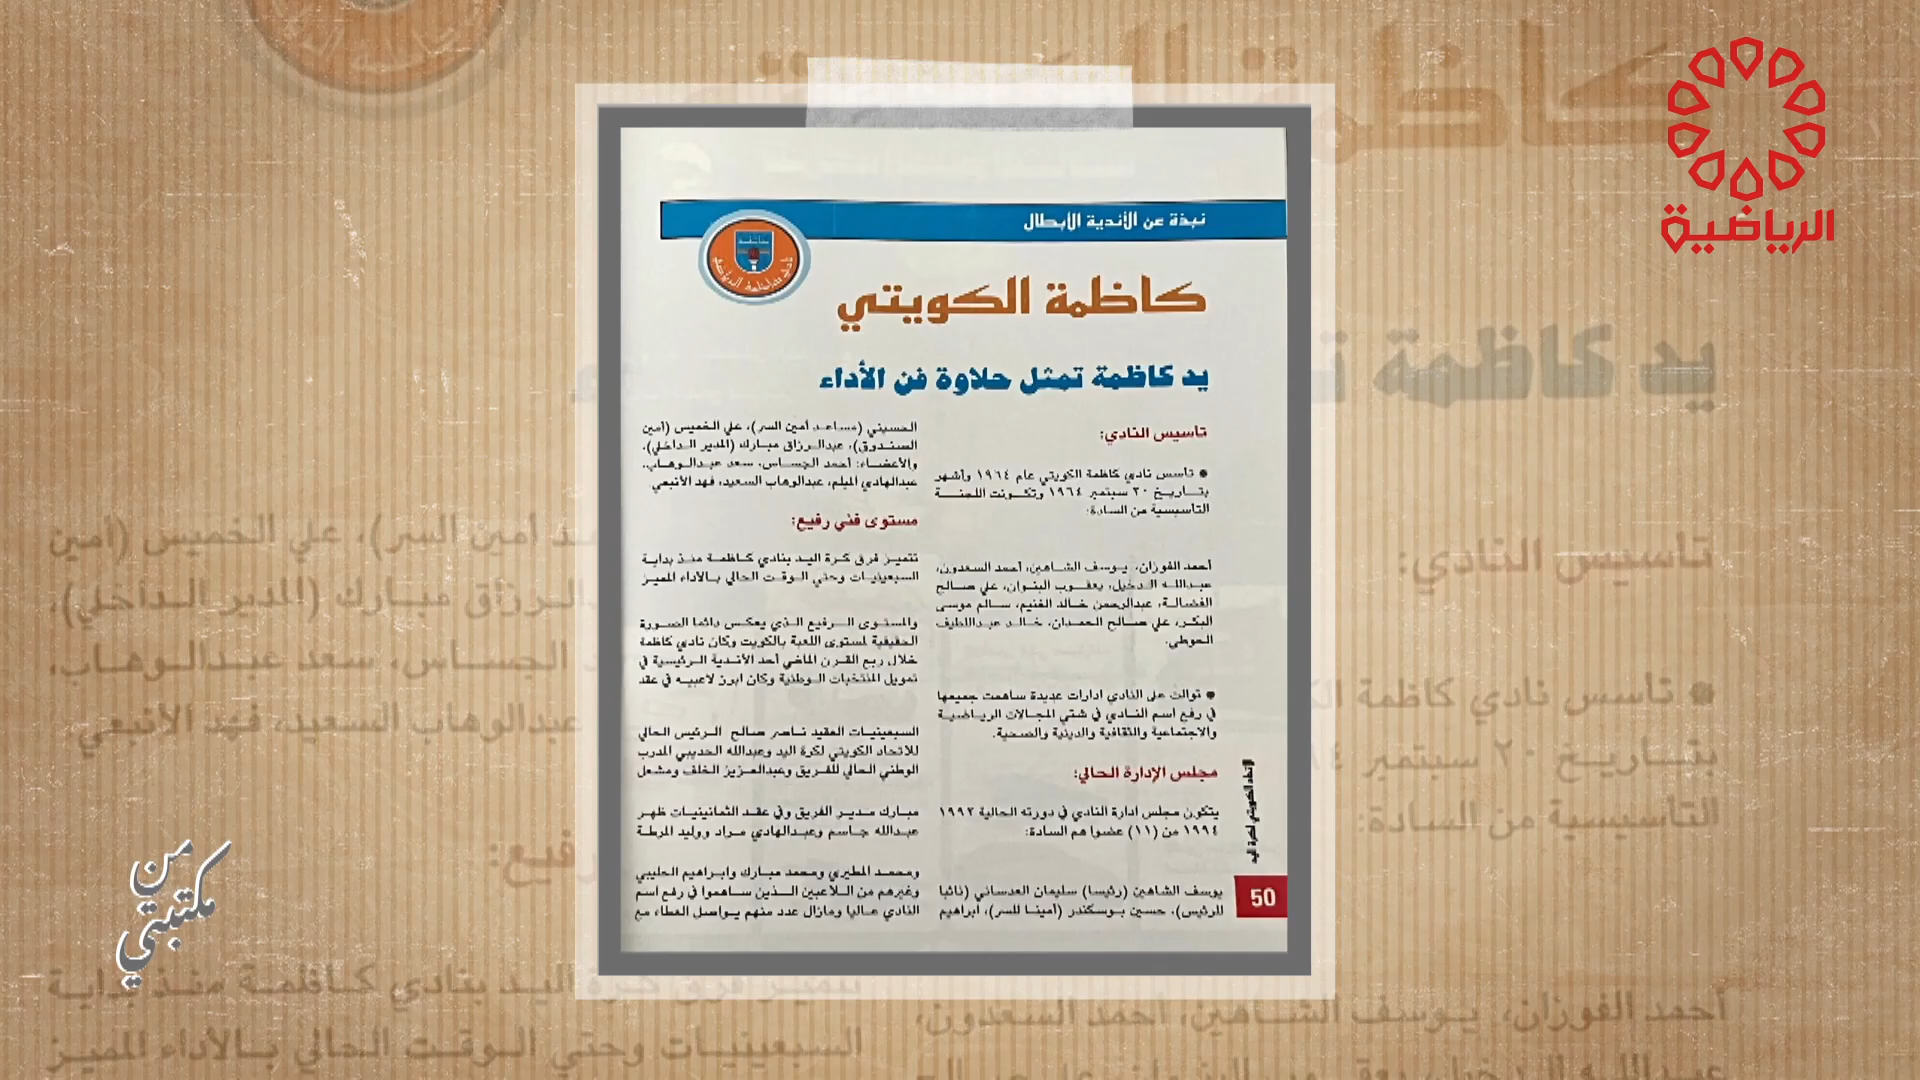 الرياضية
نبذة عن الأندية الأبطال
كاظمة الكويتي
يد كاظمة تمثل حلاوة فن الأداء
تأسيس النادي:
● تأسس نادي كاظمة الكويتي عام ١٩٦٤ وأشهر
بتاريخ ٢٠ سبتمبر ١٩٦٤ وتكونت اللجنة
التأسيسية من السادة:
أحمد الفوزان، يوسف الشاهين، أحمد السعدون،
عبدالله الدخيل، يعقوب البنوان، علي صالح
الفضالة، عبدالرحمن خالد الغنيم، سالم موسى
البكر، علي صالح الحمدان، خالد عبداللطيف
الحوطي.
● توالت على النادي ادارات عديدة ساهمت جميعها
في رفع اسم النادي في شتى المجالات الرياضية
والاجتماعية والثقافية والدينية والصحية.
مجلس الإدارة الحالي:
يتكون مجلس ادارة النادي في دورته الحالية ١٩٩٢
١٩٩٤ من (١١) عضوا هم السادة:
يوسف الشاهين (رئيسا) سليمان العدساني (نائبا
للرئيس)، حسين بوسكندر (أمينا للسر)، ابراهيم
الحسيني (مساعد أمين السر)، علي الخميس (أمين
الصندوق)، عبدالرزاق مبارك (المدير الداخلي)،
والأعضاء: أحمد الجساس، سعد عبدالوهاب،
عبدالهادي الميلم، عبدالوهاب السعيد، فهد الأنبعي
مستوى فني رفيع:
تتميز فرق كرة اليد بنادي كاظمة منذ بداية
السبعينيات وحتى الوقت الحالي بالأداء المميز
والمستوى الرفيع الذي يعكس دائما الصورة
الحقيقية لمستوى اللعبة بالكويت وكان نادي كاظمة
خلال ربع القرن الماضي أحد الأندية الرئيسية في
تمويل المنتخبات الوطنية وكان ابرز لاعبيه في عقد
السبعينيات العقيد ناصر صالح الرئيس الحالي
للاتحاد الكويتي لكرة اليد وعبدالله الحديبي المدرب
الوطني الحالي للفريق وعبدالعزيز الخلف ومشعل
مبارك مدير الفريق وفي عقد الثمانينيات ظهر
عبدالله جاسم وعبدالهادي مراد ووليد المرطة
ومحمد المطيري ومحمد مبارك وابراهيم الحليبي
وغيرهم من اللاعبين الذين ساهموا في رفع اسم
النادي عاليا ومازال عدد منهم يواصل العطاء مع
الإتحاد الكويتي لكرة اليد
50
من
مكتبتي